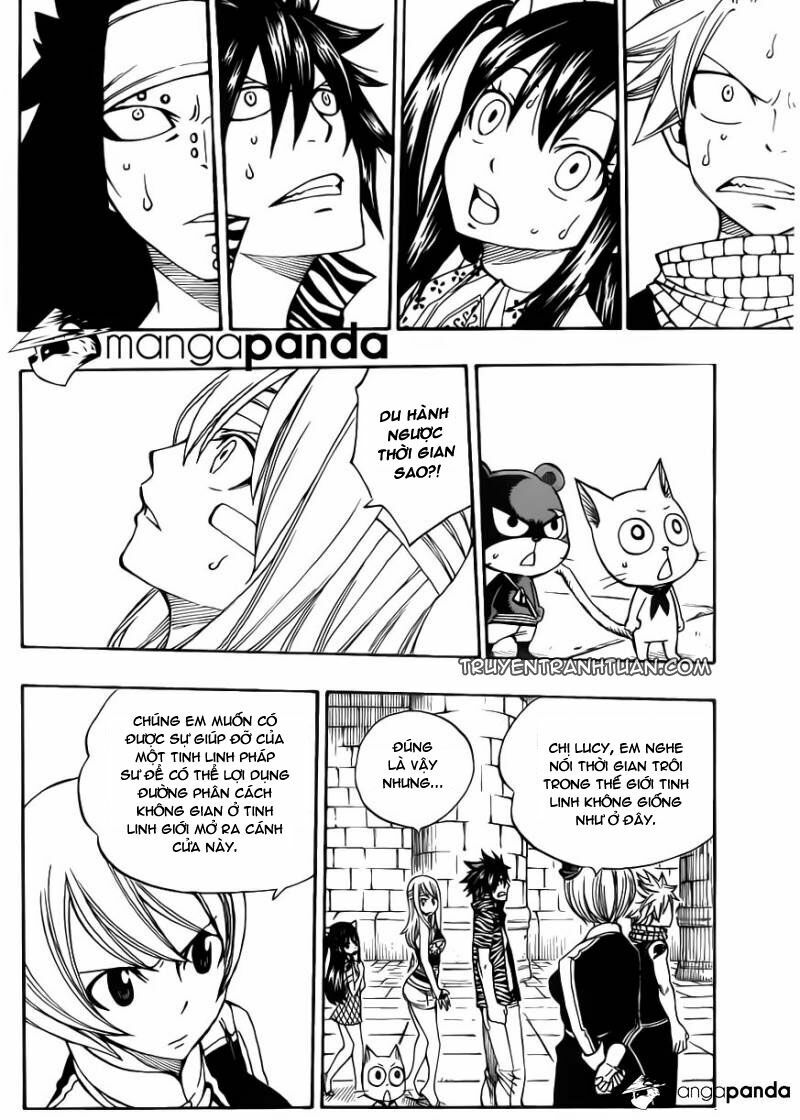 mangapanda
DU HÀNH
NGƯỢC
THỜI GIAN
SAO?!
TRUYENTRANHTUAN.COM
CHỊ LUCY, EM NGHE
NÓI THỜI GIAN TRÔI
TRONG THẾ GIỚI TINH
LINH KHÔNG GIỐNG
NHƯ Ở ĐÂY.
ĐÚNG
LÀ VẬY
NHƯNG...
CHÚNG EM MUỐN CÓ
ĐƯỢC SỰ GIÚP ĐỠ CỦA
MỘT TINH LINH PHÁP
SƯ ĐỂ CÓ THỂ LỢI DỤNG
ĐƯỜNG PHÂN CÁCH
KHÔNG GIAN Ở TINH
LINH GIỚI MỞ RA CÁNH
CỬA NÀY.
mangapanda